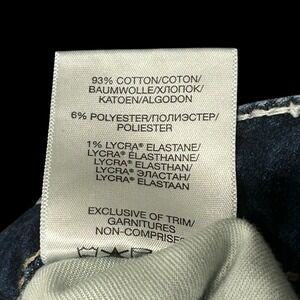 93% COTTON/COTON/
BAUMWOLLE/ХЛОПОК/
KATOEN/ALGODON
6% POLYESTER/ПОЛИЭСТЕР/
POLIESTER
1% LYCRA® ELASTANE/
LYCRA® ÉLASTHANNE/
LYCRA® ELASTHAN/
LYCRA® ЭЛАСТАН/
LYCRA® ELASTAAN
EXCLUSIVE OF TRIM/
GARNITURES
NON-COMPRISES